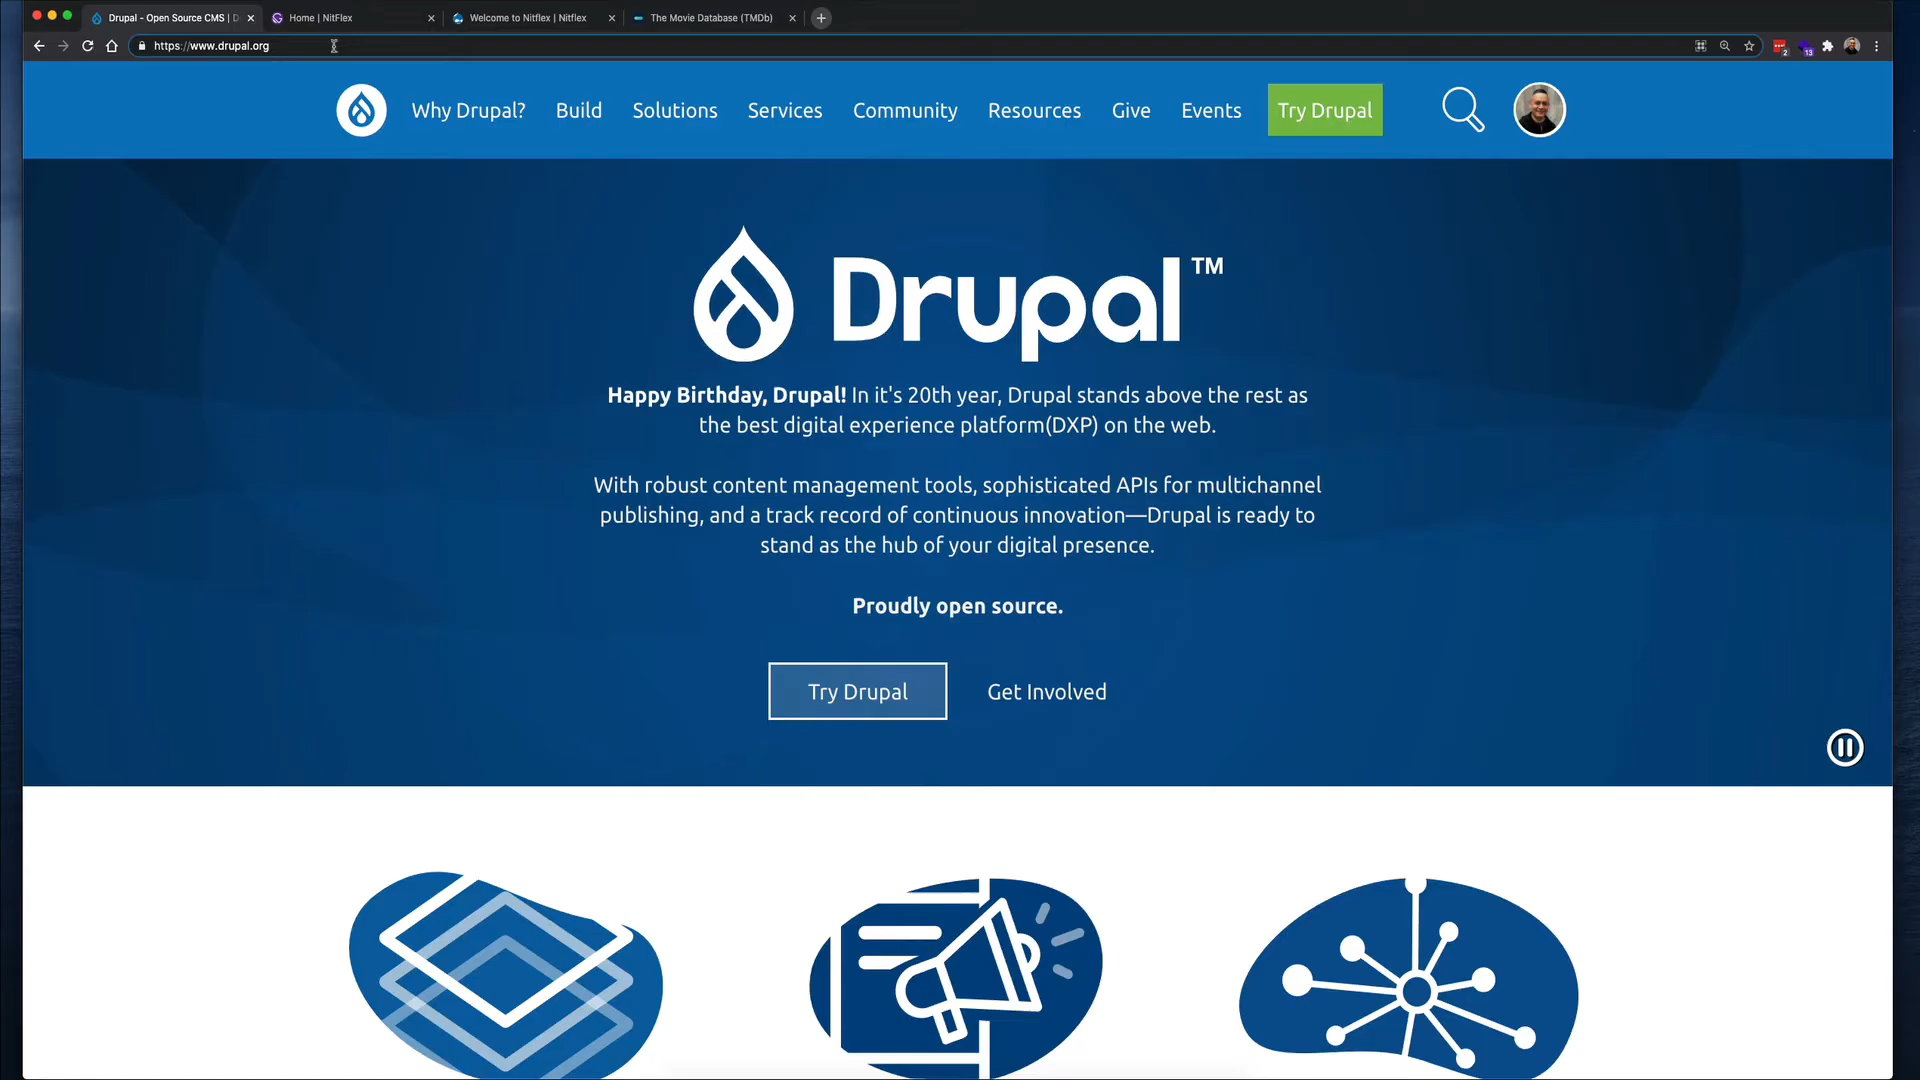 Drupal - Open Source CMS | D
Home | NitFlex
Welcome to Nitflex | Nitflex
The Movie Database (TMDb)
https://www.drupal.org
2
13
Why Drupal?
Build
Solutions
Services
Community
Resources
Give
Events
Try Drupal
Drupal™
Happy Birthday, Drupal! In it's 20th year, Drupal stands above the rest as
the best digital experience platform(DXP) on the web.
With robust content management tools, sophisticated APIs for multichannel
publishing, and a track record of continuous innovation—Drupal is ready to
stand as the hub of your digital presence.
Proudly open source.
Try Drupal
Get Involved